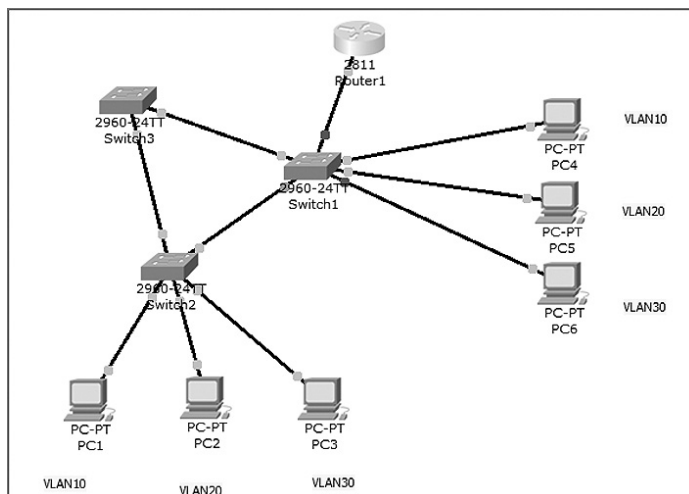 2811
Router1
2960-24TT
Switch3
2960-24TT
Switch1
PC-PT
PC4
VLAN10
PC-PT
PC5
VLAN20
PC-PT
PC6
VLAN30
2960-24TT
Switch2
PC-PT
PC1
PC-PT
PC2
PC-PT
PC3
VLAN10
VLAN20
VLAN30